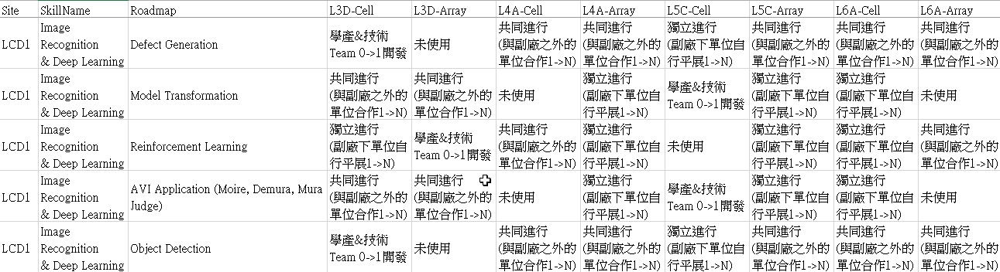 Site SkillName Roadmap L3D-Cell L3D-Array L4A-Cell L4A-Array L5C-Cell L5C-Array L6A-Cell L6A-Array
LCD1
Image
Recognition
& Deep Learning
Defect Generation
學產&技術
Team 0->1開發
未使用
共同進行
(與副廠之外的
單位合作1->N)
共同進行
(與副廠之外的
單位合作1->N)
獨立進行
(副廠下單位自
行平展1->N)
共同進行
(與副廠之外的
單位合作1->N)
共同進行
(與副廠之外的
單位合作1->N)
共同進行
(與副廠之外的
單位合作1->N)
LCD1
Image
Recognition
& Deep Learning
Model Transformation
共同進行
(與副廠之外的
單位合作1->N)
共同進行
(與副廠之外的
單位合作1->N)
未使用
獨立進行
(副廠下單位自
行平展1->N)
學產&技術
Team 0->1開發
獨立進行
(副廠下單位自
行平展1->N)
獨立進行
(副廠下單位自
行平展1->N)
未使用
LCD1
Image
Recognition
& Deep Learning
Reinforcement Learning
獨立進行
(副廠下單位自
行平展1->N)
學產&技術
Team 0->1開發
共同進行
(與副廠之外的
單位合作1->N)
獨立進行
(副廠下單位自
行平展1->N)
未使用
獨立進行
(副廠下單位自
行平展1->N)
獨立進行
(副廠下單位自
行平展1->N)
共同進行
(與副廠之外的
單位合作1->N)
LCD1
Image
Recognition
& Deep Learning
AVI Application (Moire, Demura, Mura
Judge)
共同進行
(與副廠之外的
單位合作1->N)
共同進行
(與副廠之外的
單位合作1->N)
未使用
獨立進行
(副廠下單位自
行平展1->N)
學產&技術
Team 0->1開發
獨立進行
(副廠下單位自
行平展1->N)
獨立進行
(副廠下單位自
行平展1->N)
未使用
LCD1
Image
Recognition
& Deep Learning
Object Detection
學產&技術
Team 0->1開發
未使用
共同進行
(與副廠之外的
單位合作1->N)
共同進行
(與副廠之外的
單位合作1->N)
獨立進行
(副廠下單位自
行平展1->N)
共同進行
(與副廠之外的
單位合作1->N)
共同進行
(與副廠之外的
單位合作1->N)
共同進行
(與副廠之外的
單位合作1->N)